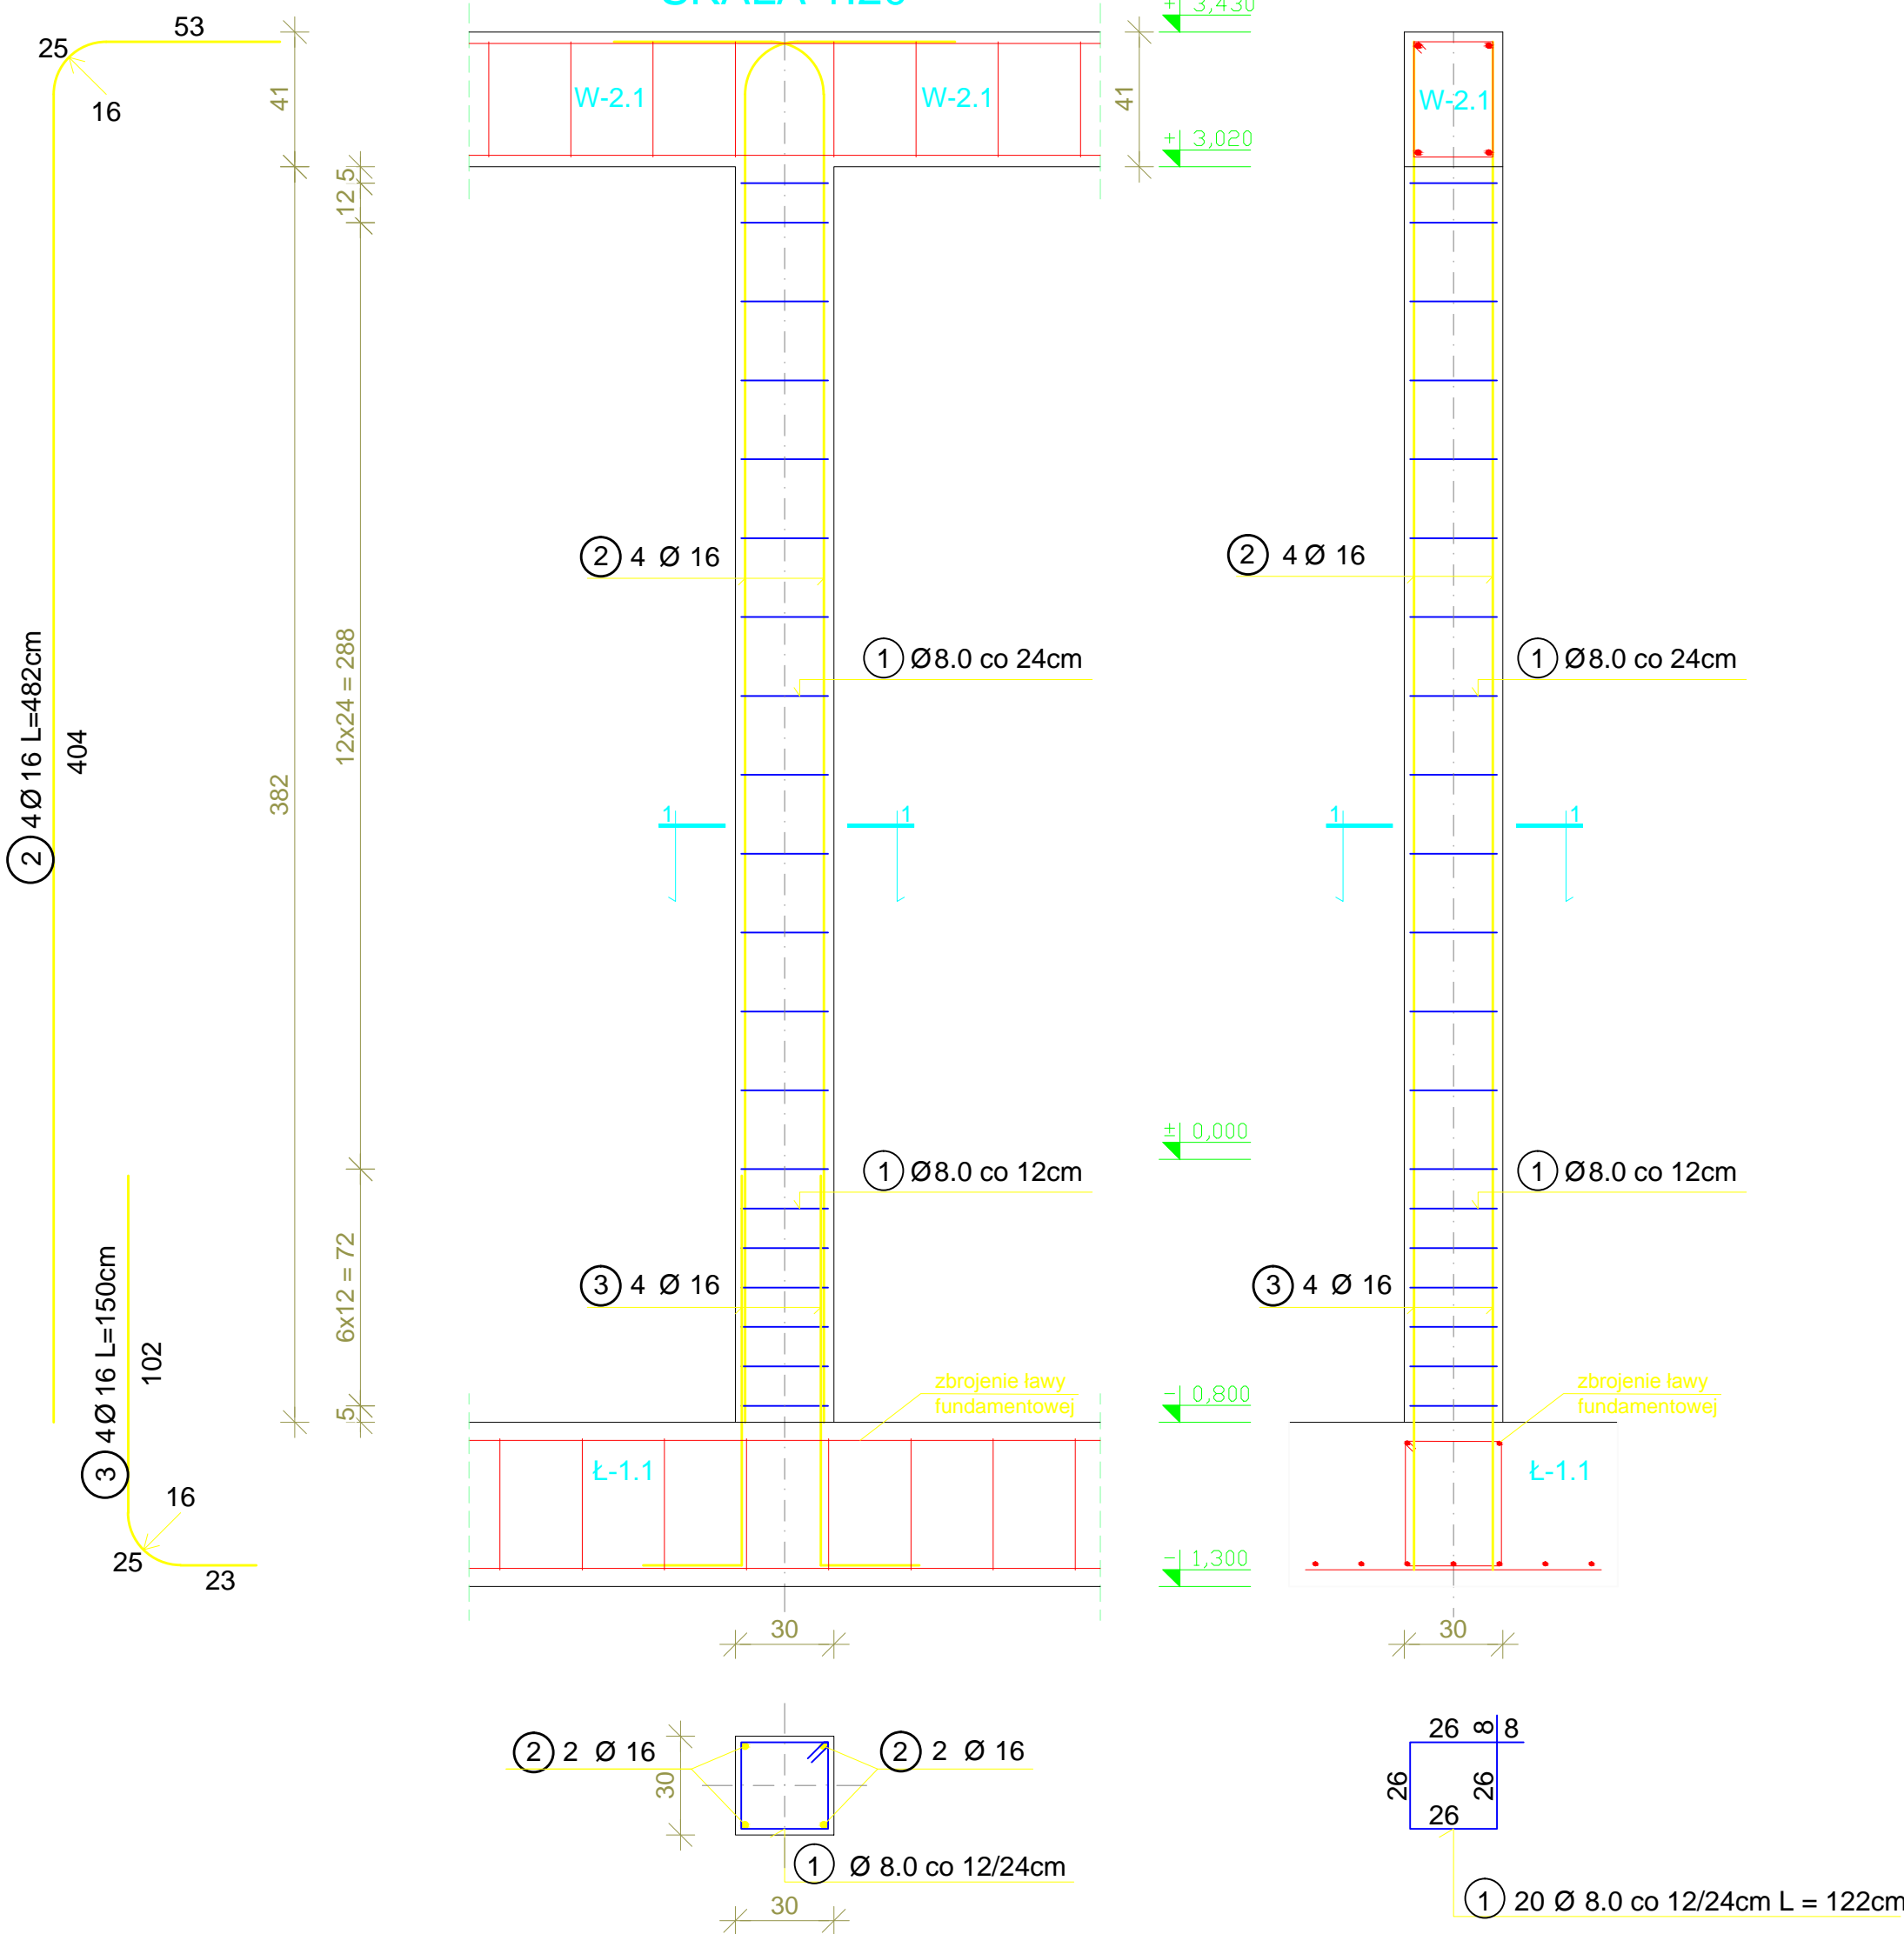 + 3,430
53
25
16
41
W-2.1
W-2.1
41
W-2.1
+ 3,020
5
12
2 4 Ø 16
2 4 Ø 16
12x24 = 288
1 Ø8.0 co 24cm
1 Ø8.0 co 24cm
2 4 Ø 16 L=482cm
404
382
1
1
1
1
± 0,000
1 Ø8.0 co 12cm
1 Ø8.0 co 12cm
6x12 = 72
3 4 Ø 16
3 4 Ø 16
3 4 Ø 16 L=150cm
102
zbrojenie ławy
fundamentowej
- 0,800
zbrojenie ławy
fundamentowej
5
Ł-1.1
Ł-1.1
16
25
23
- 1,300
30
30
2 2 Ø 16
2 2 Ø 16
30
1 Ø 8.0 co 12/24cm
30
26 8 8
26
26
26
1 20 Ø 8.0 co 12/24cm L = 122cm